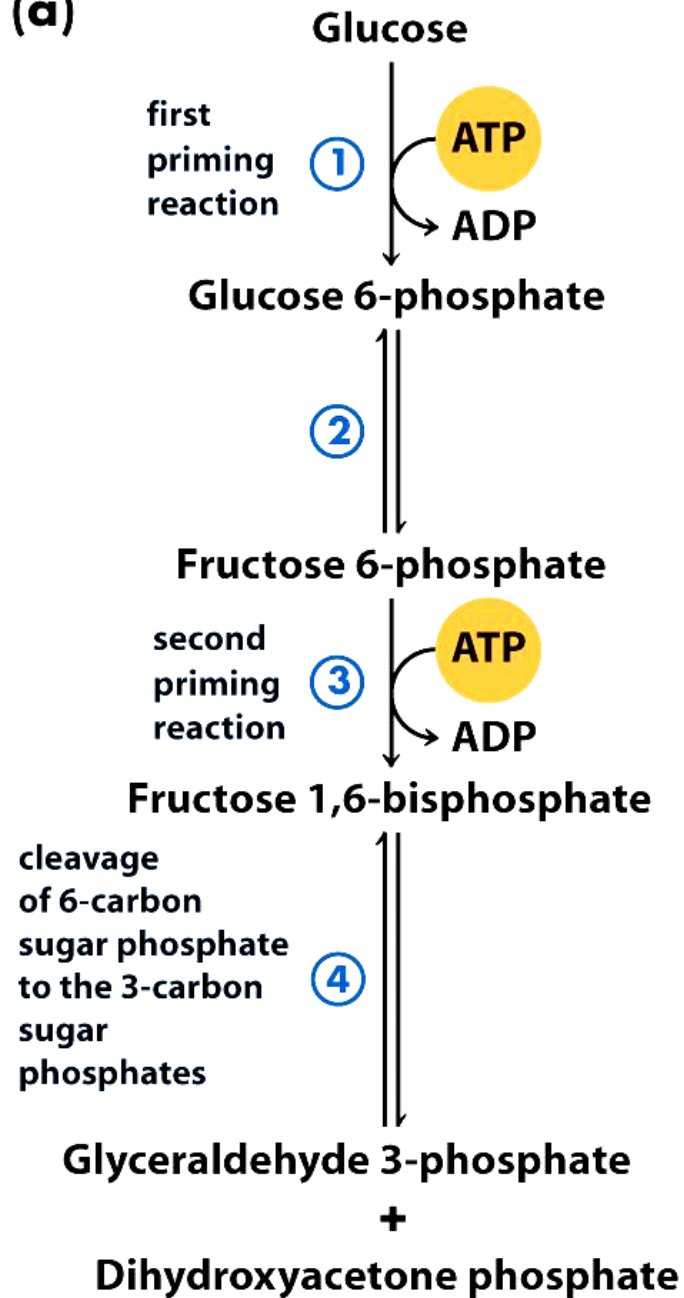 (a)
Glucose
first
priming
reaction
1
ATP
ADP
Glucose 6-phosphate
2
Fructose 6-phosphate
second
priming
reaction
3
ATP
ADP
Fructose 1,6-bisphosphate
cleavage
of 6-carbon
sugar phosphate
to the 3-carbon
sugar
phosphates
4
Glyceraldehyde 3-phosphate
+
Dihydroxyacetone phosphate